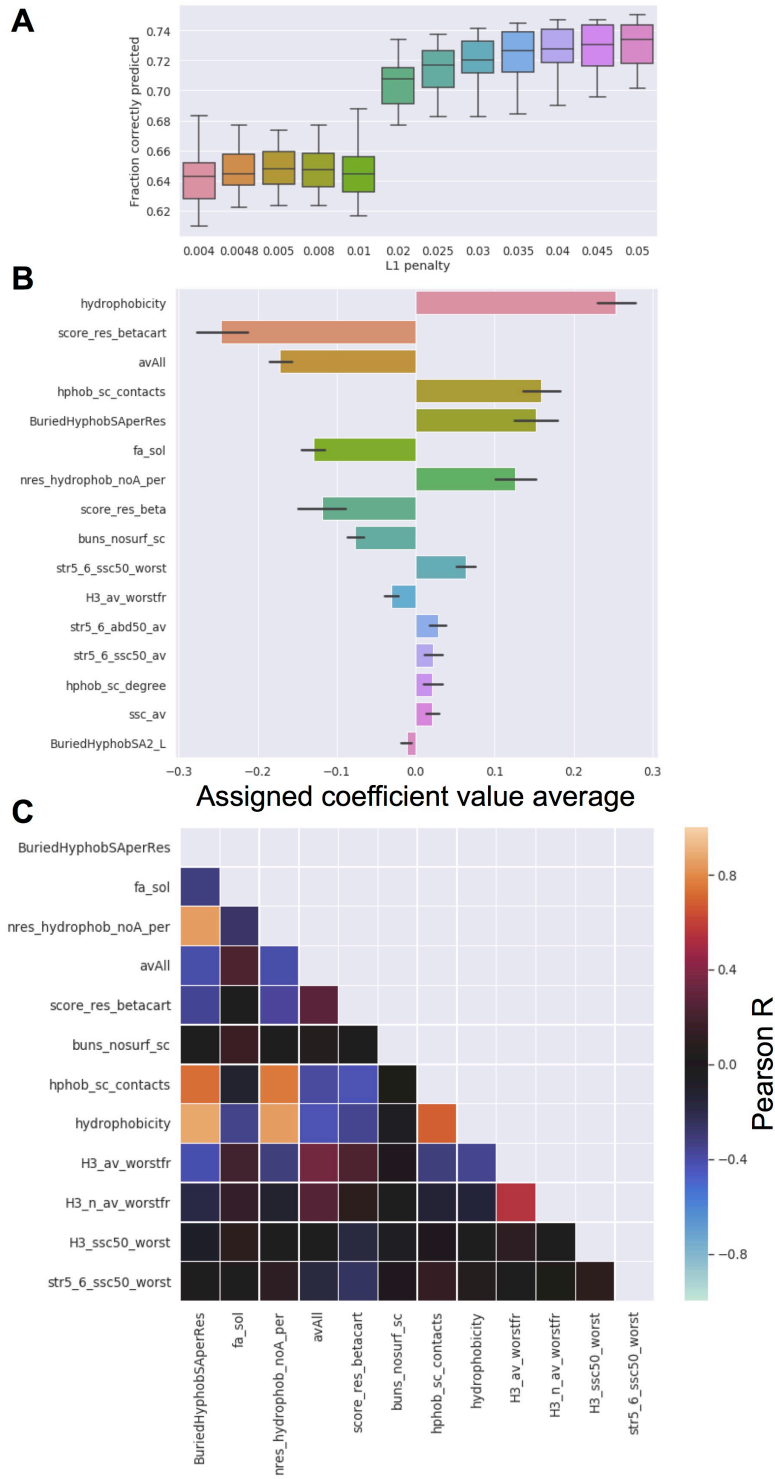 A
Fraction correctly predicted
0.74
0.72
0.70
0.68
0.66
0.64
0.62
0.004 0.0048 0.005 0.008 0.01 0.02 0.025 0.03 0.035 0.04 0.045 0.05
L1 penalty
B
hydrophobicity
score_res_betacart
avAll
hphob_sc_contacts
BuriedHyphobSAperRes
fa_sol
nres_hydrophob_noA_per
score_res_beta
buns_nosurf_sc
str5_6_ssc50_worst
H3_av_worstfr
str5_6_abd50_av
str5_6_ssc50_av
hphob_sc_degree
ssc_av
BuriedHyphobSA2_L
−0.3 −0.2 −0.1 0.0 0.1 0.2 0.3
Assigned coefficient value average
C
BuriedHyphobSAperRes
fa_sol
nres_hydrophob_noA_per
avAll
score_res_betacart
buns_nosurf_sc
hphob_sc_contacts
hydrophobicity
H3_av_worstfr
H3_n_av_worstfr
H3_ssc50_worst
str5_6_ssc50_worst
BuriedHyphobSAperRes
fa_sol
nres_hydrophob_noA_per
avAll
score_res_betacart
buns_nosurf_sc
hphob_sc_contacts
hydrophobicity
H3_av_worstfr
H3_n_av_worstfr
H3_ssc50_worst
str5_6_ssc50_worst
0.8
0.4
0.0
−0.4
−0.8
Pearson R